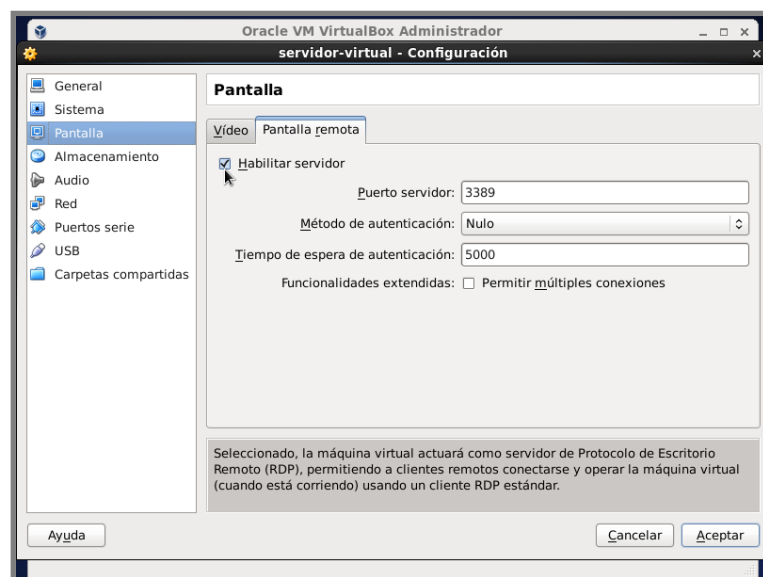 Oracle VM VirtualBox Administrador
servidor-virtual - Configuración
General
Sistema
Pantalla
Almacenamiento
Audio
Red
Puertos serie
USB
Carpetas compartidas
Pantalla
Vídeo
Pantalla remota
Habilitar servidor
Puerto servidor: 3389
Método de autenticación: Nulo
Tiempo de espera de autenticación: 5000
Funcionalidades extendidas: Permitir múltiples conexiones
Seleccionado, la máquina virtual actuará como servidor de Protocolo de Escritorio
Remoto (RDP), permitiendo a clientes remotos conectarse y operar la máquina virtual
(cuando está corriendo) usando un cliente RDP estándar.
Ayuda
Cancelar
Aceptar